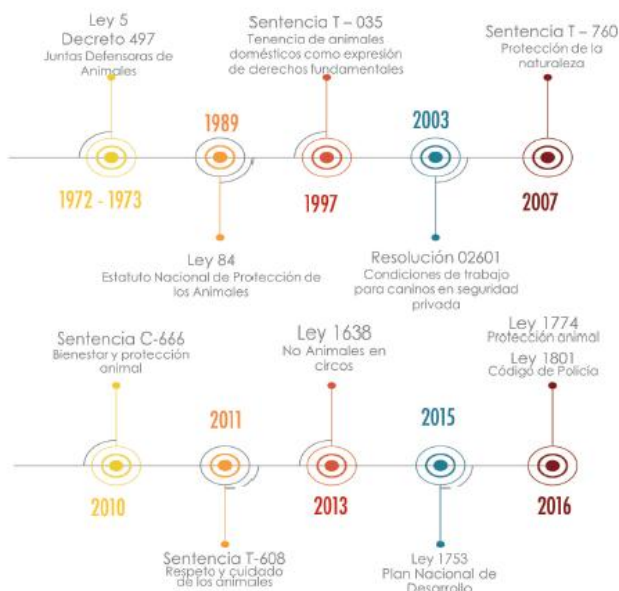 Ley 5
Decreto 497
Juntas Defensoras de
Animales
1972 - 1973
1989
Ley 84
Estatuto Nacional de Protección de
los Animales
Sentencia T – 035
Tenencia de animales
domésticos como expresión
de derechos fundamentales
1997
2003
Resolución 02601
Condiciones de trabajo
para caninos en seguridad
privada
Sentencia T – 760
Protección de la
naturaleza
2007
Sentencia C-666
Bienestar y protección
animal
2010
2011
Sentencia T-608
Respeto y cuidado
de los animales
Ley 1638
No Animales en
circos
2013
2015
Ley 1753
Plan Nacional de
Desarrollo
Ley 1774
Protección animal
Ley 1801
Código de Policía
2016